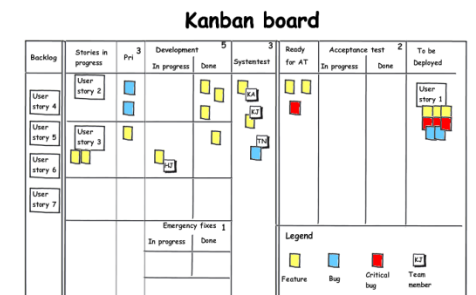 Kanban board
Backlog
Stories in
progress
Pri
3
Development
5
In progress
Done
3
Systemtest
Ready
for AT
Acceptance test
2
In progress
Done
To be
Deployed
User
story 4
User
story 5
User
story 6
User
story 7
User
story 2
User
story 3
HJ
KA
KJ
TN
User
story 1
Emergency fixes 1
In progress
Done
Legend
Feature
Bug
Critical
bug
KJ
Team
member